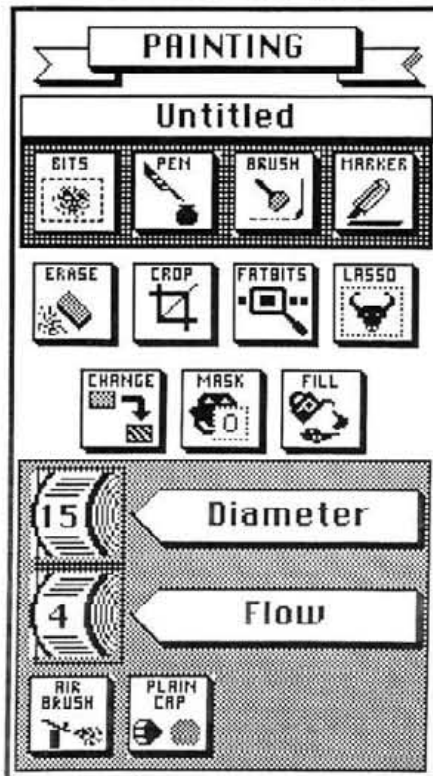 PAINTING
Untitled
BITS PEN BRUSH MARKER
ERASE CROP FATBITS LASSO
CHANGE MASK FILL
0
15 Diameter
4 Flow
AIR BRUSH PLAIN CAP